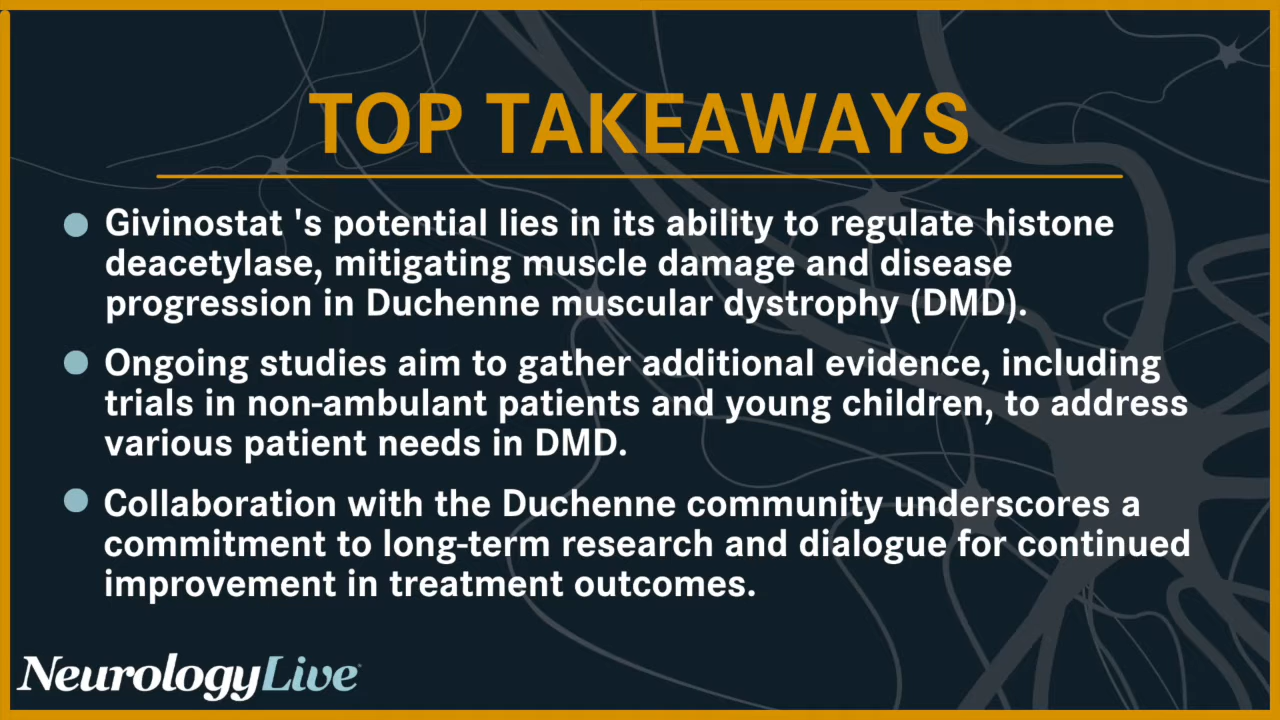 TOP TAKEAWAYS
Givinostat 's potential lies in its ability to regulate histone
deacetylase, mitigating muscle damage and disease
progression in Duchenne muscular dystrophy (DMD).
Ongoing studies aim to gather additional evidence, including
trials in non-ambulant patients and young children, to address
various patient needs in DMD.
Collaboration with the Duchenne community underscores a
commitment to long-term research and dialogue for continued
improvement in treatment outcomes.
NeurologyLive